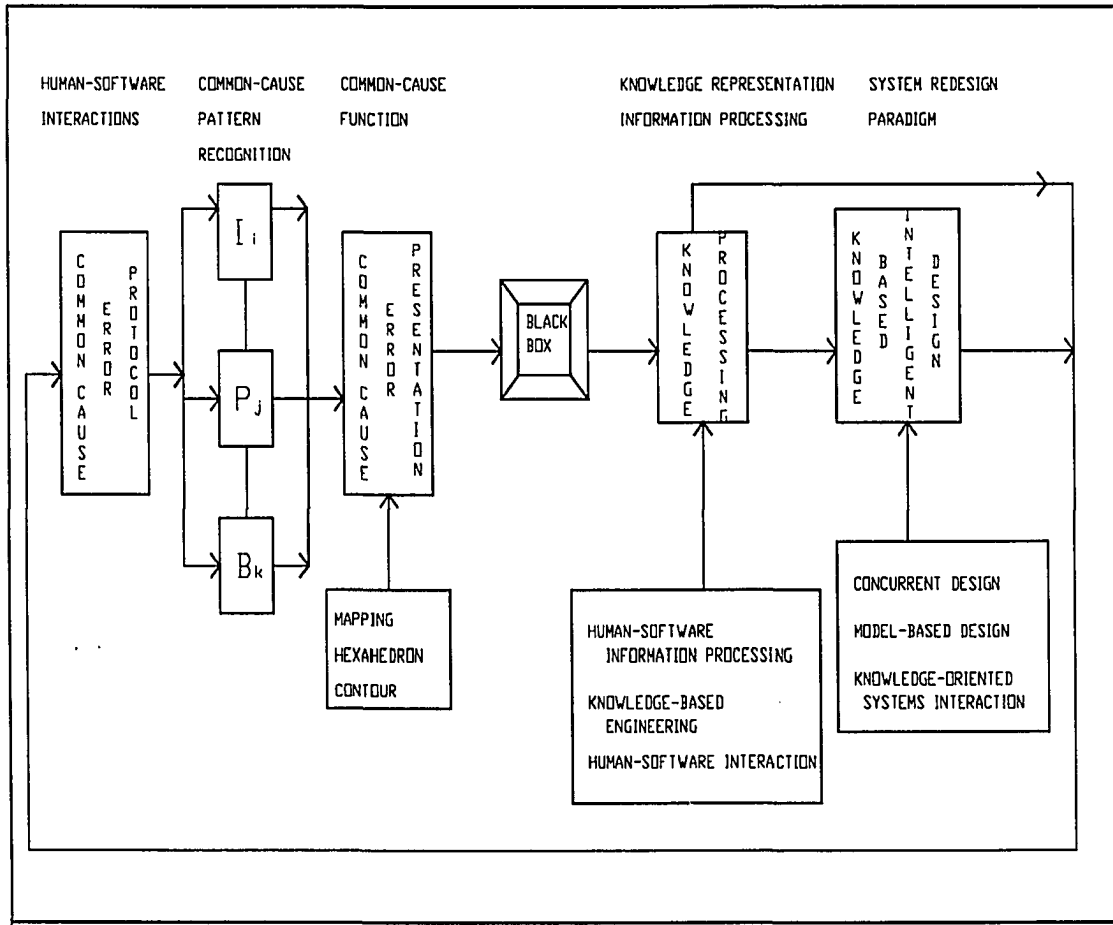 HUMAN-SOFTWARE
INTERACTIONS
COMMON-CAUSE
PATTERN
RECOGNITION
COMMON-CAUSE
FUNCTION
KNOWLEDGE REPRESENTATION
INFORMATION PROCESSING
SYSTEM REDESIGN
PARADIGM
COMMON CAUSE
ERROR
PROTOCOL
Ii
Pj
Bk
COMMON CAUSE
ERROR
PRESENTATION
MAPPING
HEXAHEDRON
CONTOUR
BLACK
BOX
KNOWLEDGE
PROCESSING
HUMAN-SOFTWARE
INFORMATION PROCESSING
KNOWLEDGE-BASED
ENGINEERING
HUMAN-SOFTWARE INTERACTION
KNOWLEDGE
BASED
INTELLIGENT
DESIGN
CONCURRENT DESIGN
MODEL-BASED DESIGN
KNOWLEDGE-ORIENTED
SYSTEMS INTERACTION